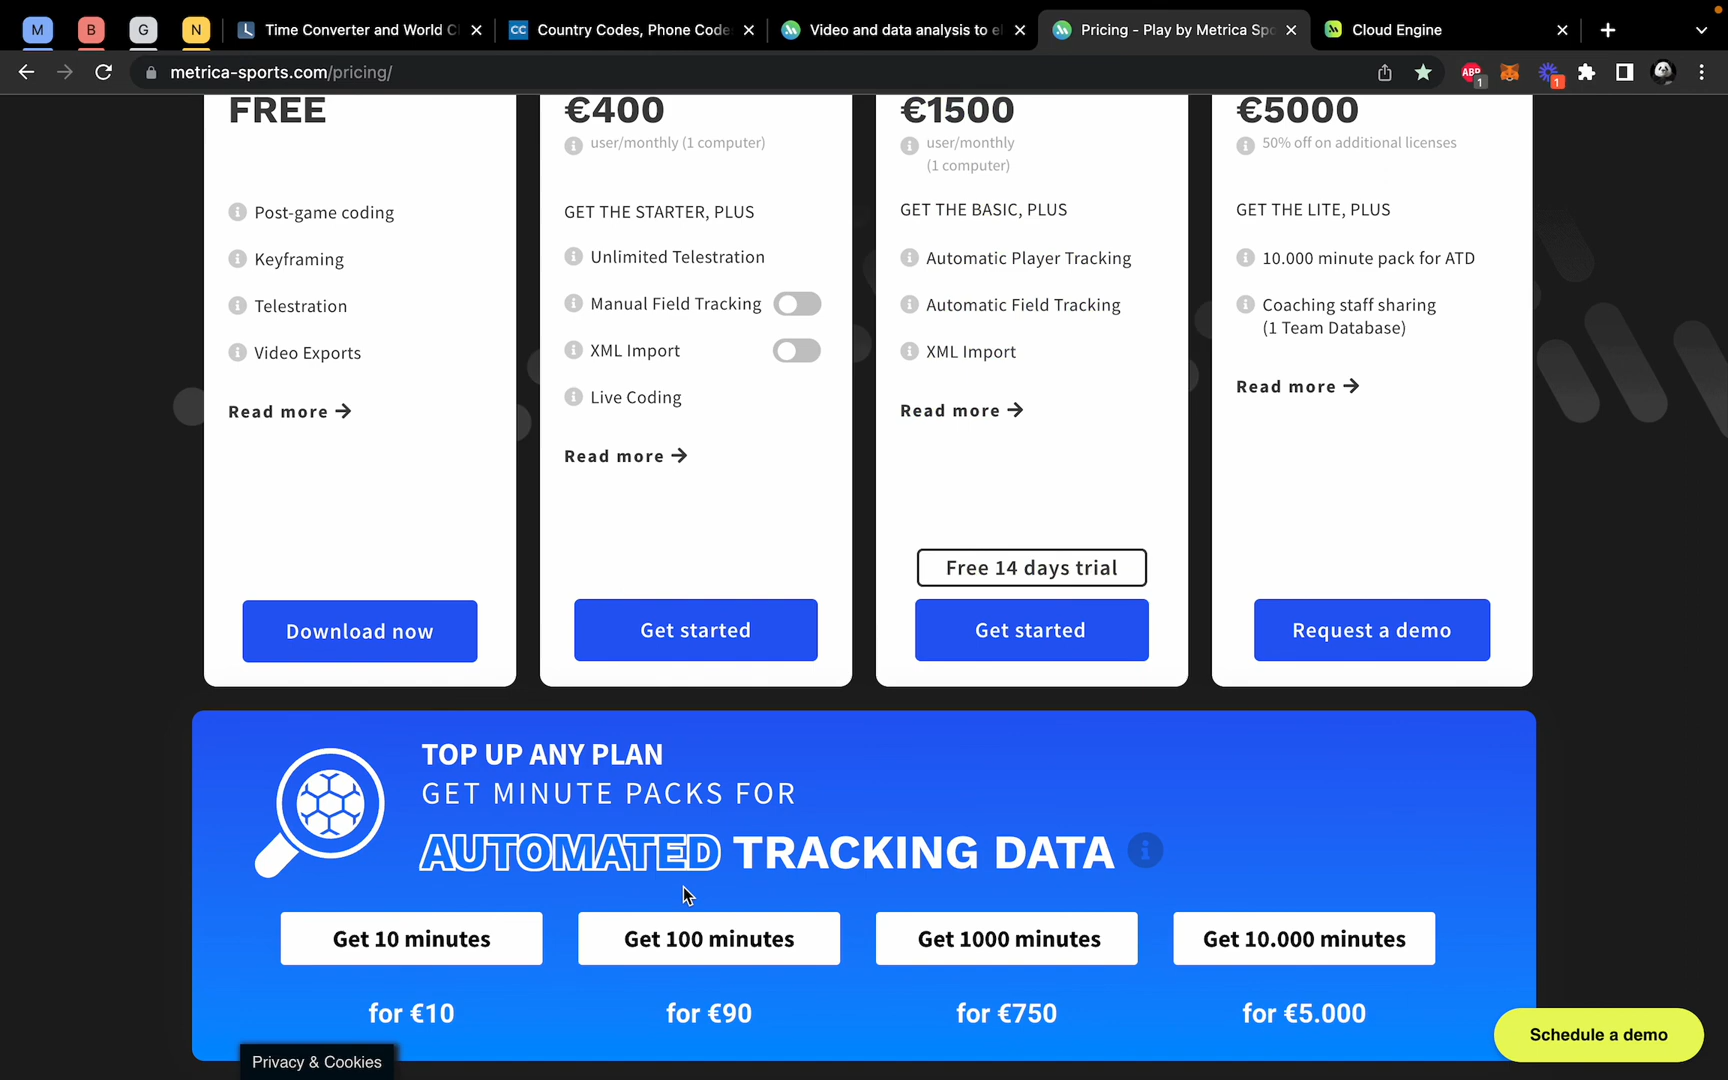 M
B
G
N
Time Converter and World Cl
Country Codes, Phone Codes
Video and data analysis to el
Pricing - Play by Metrica Spo
Cloud Engine
metrica-sports.com/pricing/
ABP
1
1
FREE
Post-game coding
Keyframing
Telestration
Video Exports
Read more →
Download now
€400
user/monthly (1 computer)
GET THE STARTER, PLUS
Unlimited Telestration
Manual Field Tracking
XML Import
Live Coding
Read more →
Get started
€1500
user/monthly
(1 computer)
GET THE BASIC, PLUS
Automatic Player Tracking
Automatic Field Tracking
XML Import
Read more →
Free 14 days trial
Get started
€5000
50% off on additional licenses
GET THE LITE, PLUS
10.000 minute pack for ATD
Coaching staff sharing
(1 Team Database)
Read more →
Request a demo
TOP UP ANY PLAN
GET MINUTE PACKS FOR
AUTOMATED TRACKING DATA
Get 10 minutes
for €10
Get 100 minutes
for €90
Get 1000 minutes
for €750
Get 10.000 minutes
for €5.000
Privacy & Cookies
Schedule a demo